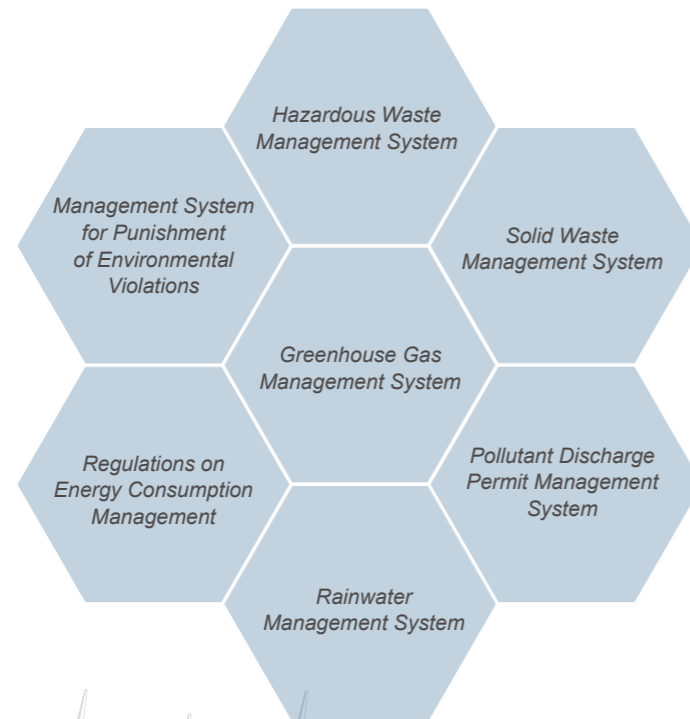 Hazardous Waste
Management System
Management System
for Punishment
of Environmental
Violations
Solid Waste
Management System
Greenhouse Gas
Management System
Regulations on
Energy Consumption
Management
Pollutant Discharge
Permit Management
System
Rainwater
Management System